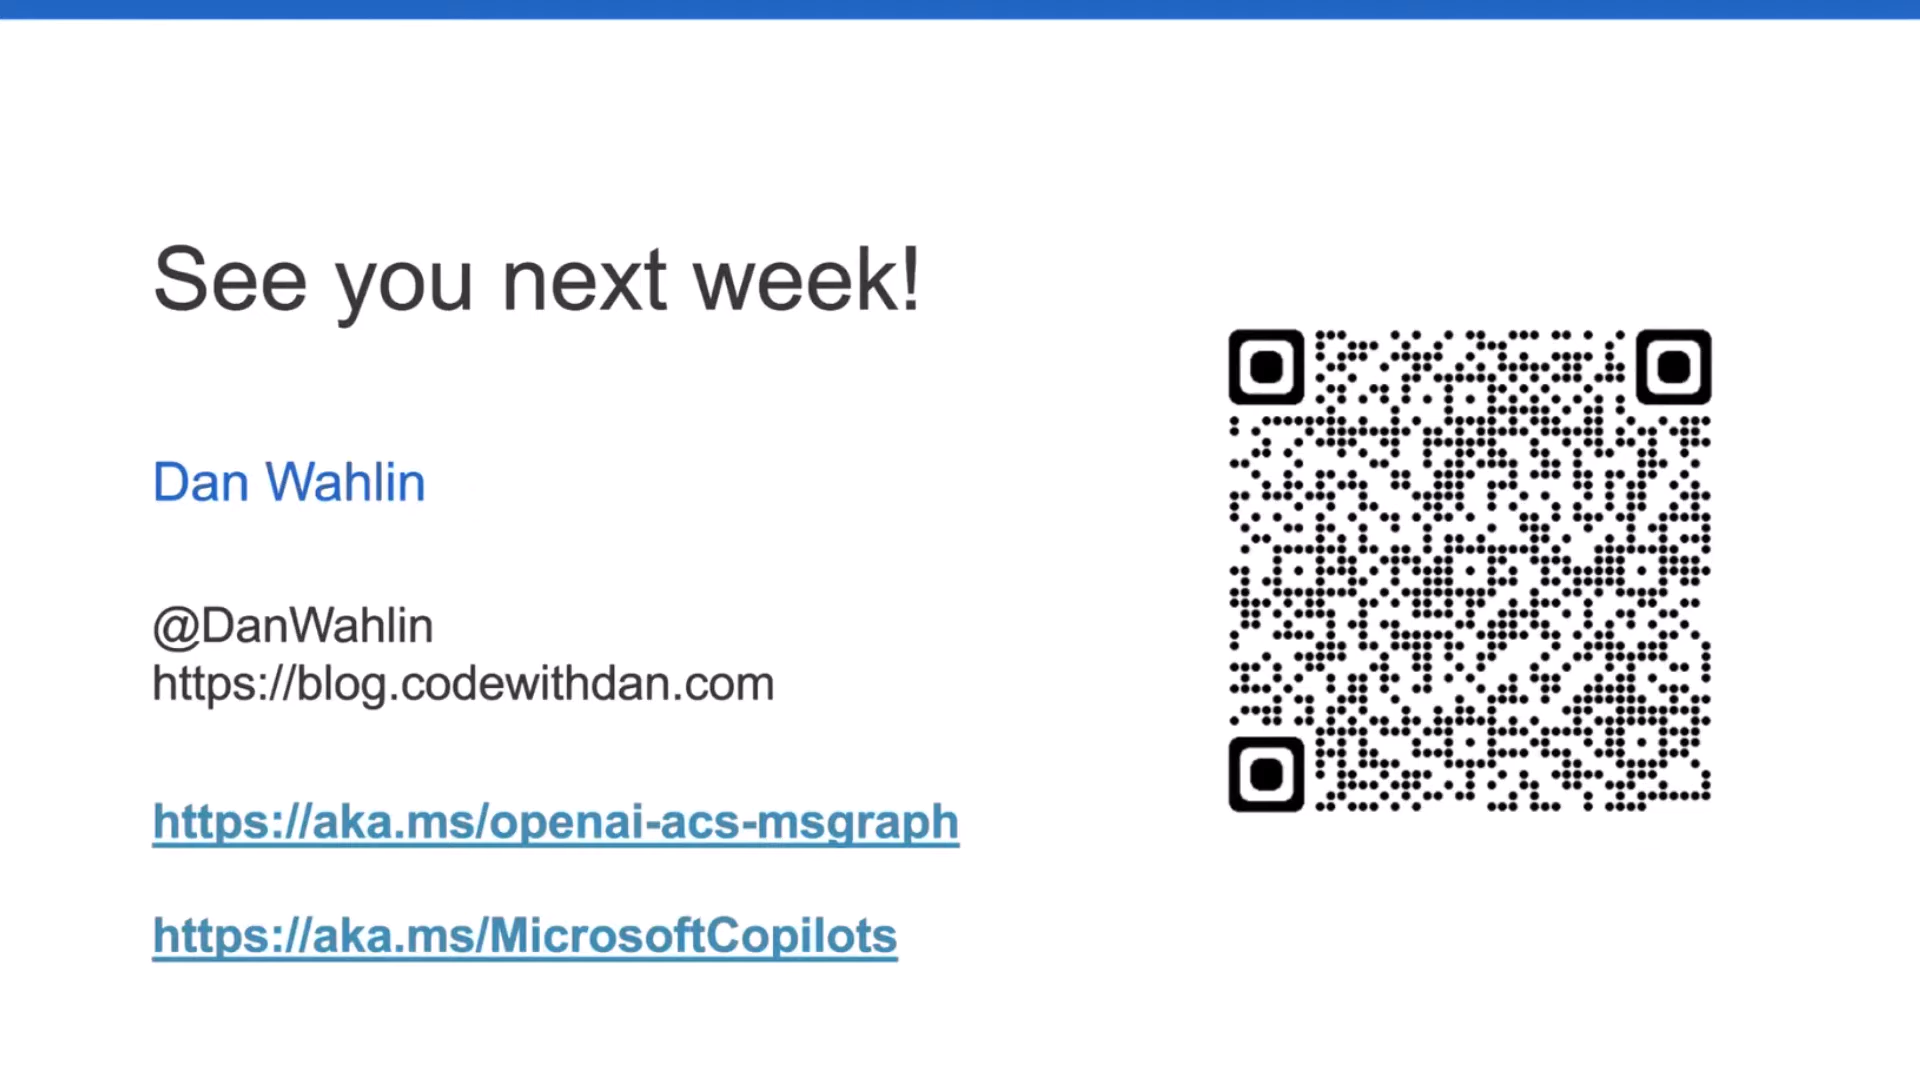 See you next week!
Dan Wahlin
@DanWahlin
https://blog.codewithdan.com
https://aka.ms/openai-acs-msgraph
https://aka.ms/MicrosoftCopilots